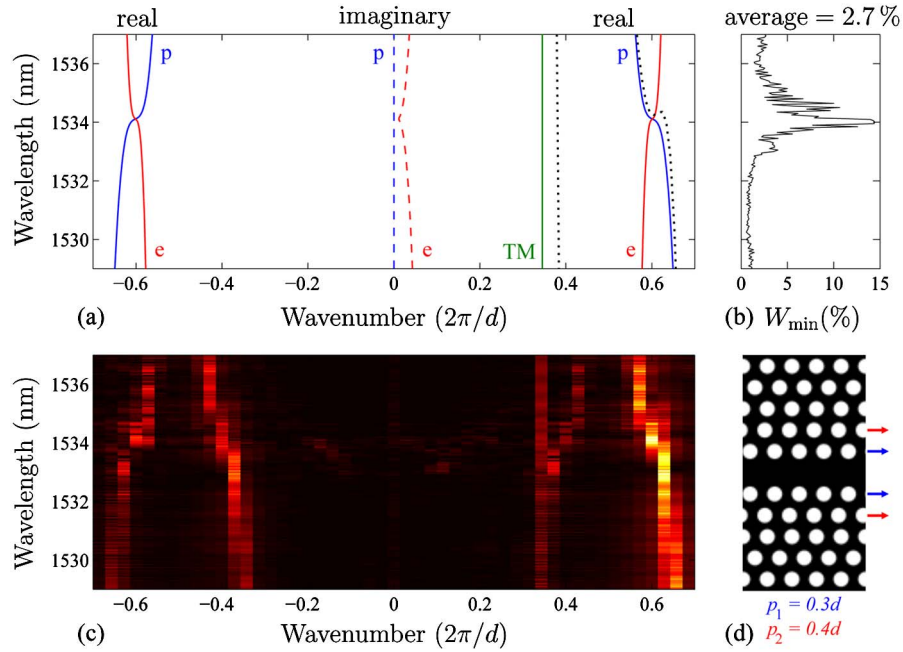 real
imaginary
real
average = 2.7 %
Wavelength (nm)
1536
1534
1532
1530
p
e
p
e
TM
p
e
−0.6
−0.4
−0.2
0
0.2
0.4
0.6
0
5
10
15
(a)
Wavenumber (2π/d)
(b)
Wmin(%)
Wavelength (nm)
1536
1534
1532
1530
−0.6
−0.4
−0.2
0
0.2
0.4
0.6
p1 = 0.3d
p2 = 0.4d
(c)
Wavenumber (2π/d)
(d)